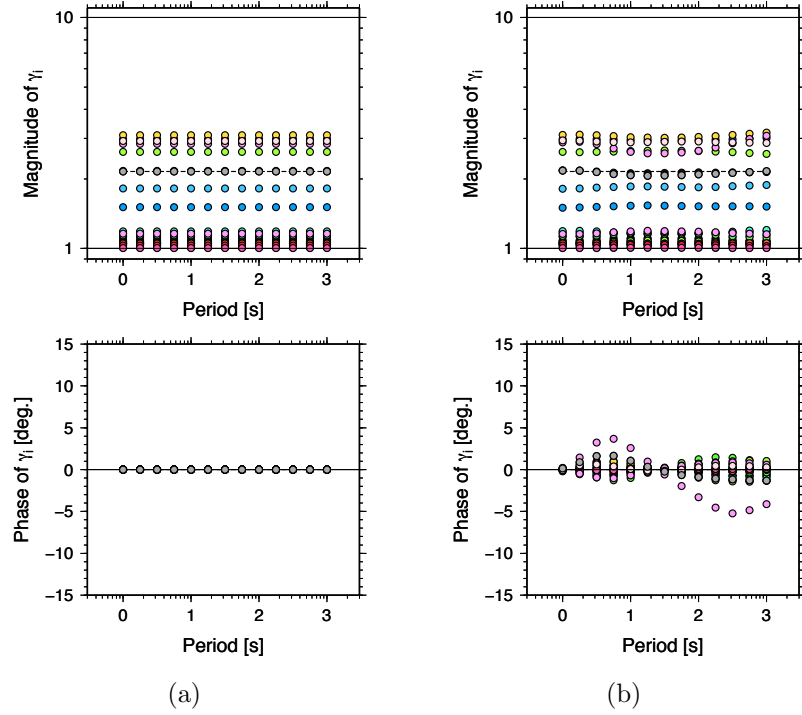 10
1
Magnitude of γi
0 1 2 3
Period [s]
10
1
Magnitude of γi
0 1 2 3
Period [s]
15
10
5
0
−5
−10
−15
Phase of γi [deg.]
0 1 2 3
Period [s]
15
10
5
0
−5
−10
−15
Phase of γi [deg.]
0 1 2 3
Period [s]
(a)
(b)